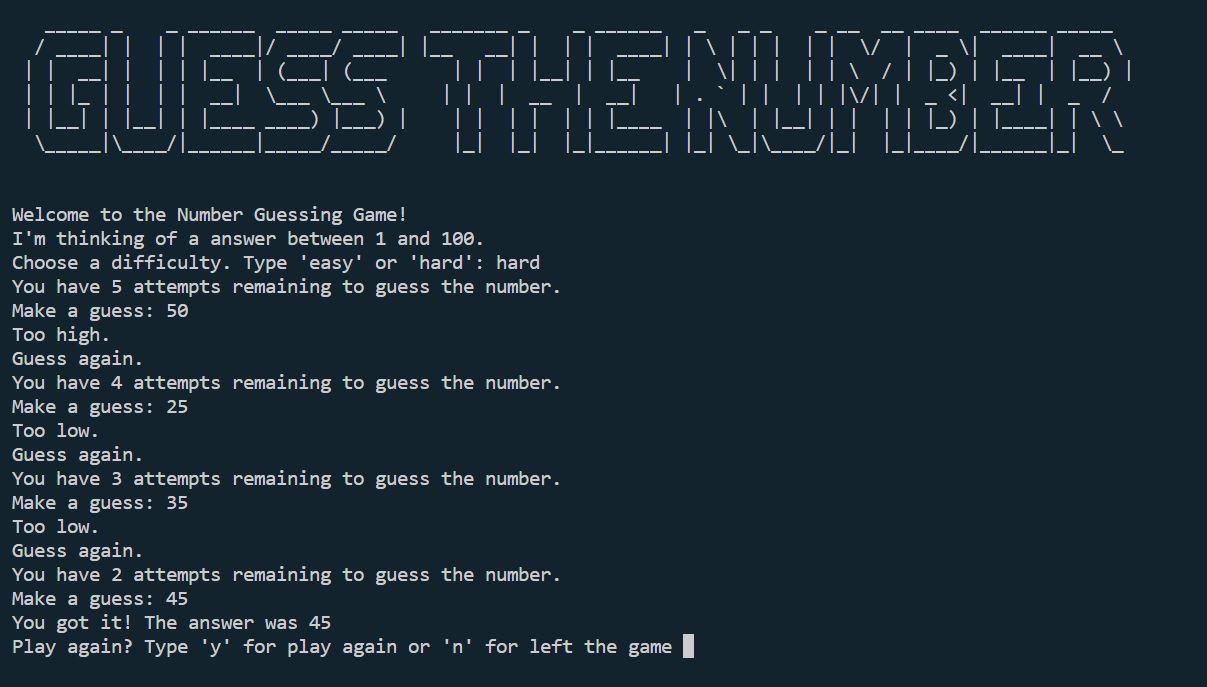 GUESS THE NUMBER
Welcome to the Number Guessing Game!
I'm thinking of a answer between 1 and 100.
Choose a difficulty. Type 'easy' or 'hard': hard
You have 5 attempts remaining to guess the number.
Make a guess: 50
Too high.
Guess again.
You have 4 attempts remaining to guess the number.
Make a guess: 25
Too low.
Guess again.
You have 3 attempts remaining to guess the number.
Make a guess: 35
Too low.
Guess again.
You have 2 attempts remaining to guess the number.
Make a guess: 45
You got it! The answer was 45
Play again? Type 'y' for play again or 'n' for left the game